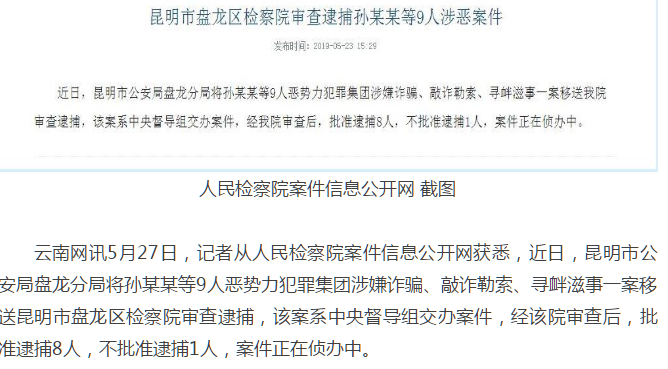 昆明市盘龙区检察院审查逮捕孙某某等9人涉恶案件
发布时间：2019-05-23 15:29
近日，昆明市公安局盘龙分局将孙某某等9人恶势力犯罪集团涉嫌诈骗、敲诈勒索、寻衅滋事一案移送我院
审查逮捕，该案系中央督导组交办案件，经我院审查后，批准逮捕8人，不批准逮捕1人，案件正在侦办中。
人民检察院案件信息公开网 截图
云南网讯5月27日，记者从人民检察院案件信息公开网获悉，近日，昆明市公
安局盘龙分局将孙某某等9人恶势力犯罪集团涉嫌诈骗、敲诈勒索、寻衅滋事一案移
送昆明市盘龙区检察院审查逮捕，该案系中央督导组交办案件，经该院审查后，批
准逮捕8人，不批准逮捕1人，案件正在侦办中。